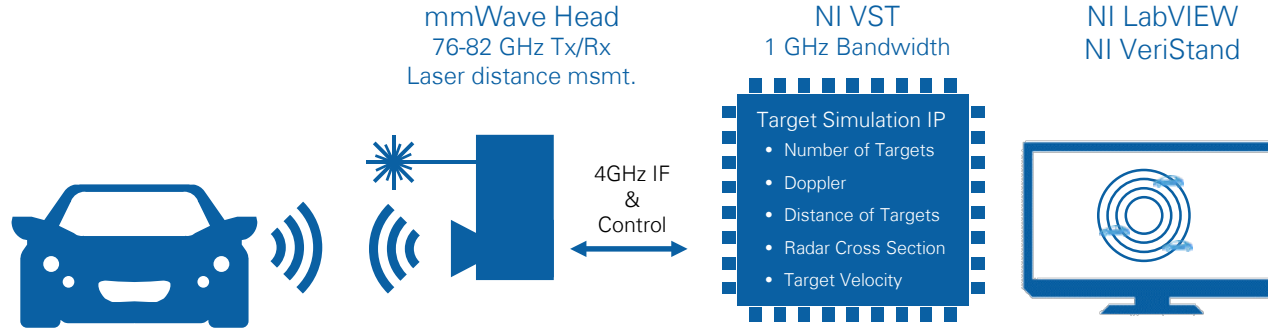 mmWave Head
76-82 GHz Tx/Rx
Laser distance msmt.
NI VST
1 GHz Bandwidth
NI LabVIEW
NI VeriStand
4GHz IF
&
Control
Target Simulation IP
• Number of Targets
• Doppler
• Distance of Targets
• Radar Cross Section
• Target Velocity